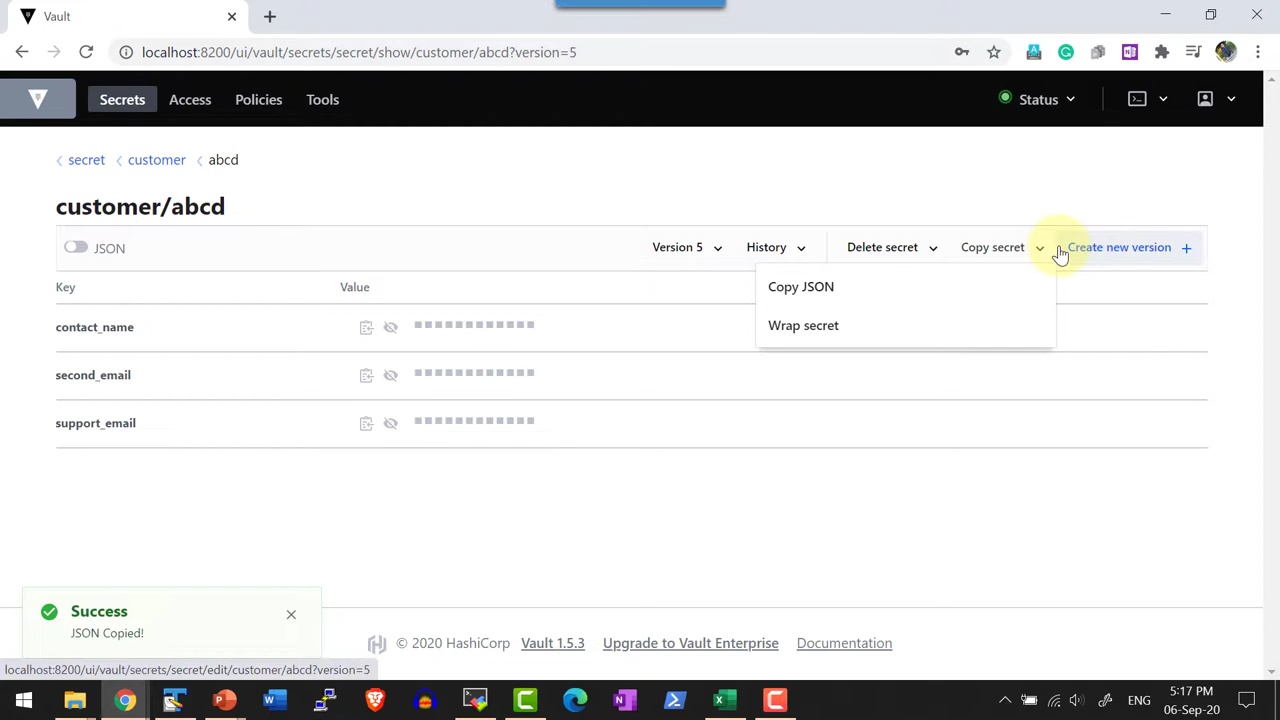 Vault
localhost:8200/ui/vault/secrets/secret/show/customer/abcd?version=5
Secrets Access Policies Tools Status
secret customer abcd
customer/abcd
JSON Version 5 History Delete secret Copy secret Create new version +
Key Value
Copy JSON
contact_name
Wrap secret
second_email
support_email
Success
JSON Copied!
© 2020 HashiCorp Vault 1.5.3 Upgrade to Vault Enterprise Documentation
localhost:8200/ui/vault/secrets/secret/edit/customer/abcd?version=5
ENG
5:17 PM
06-Sep-20